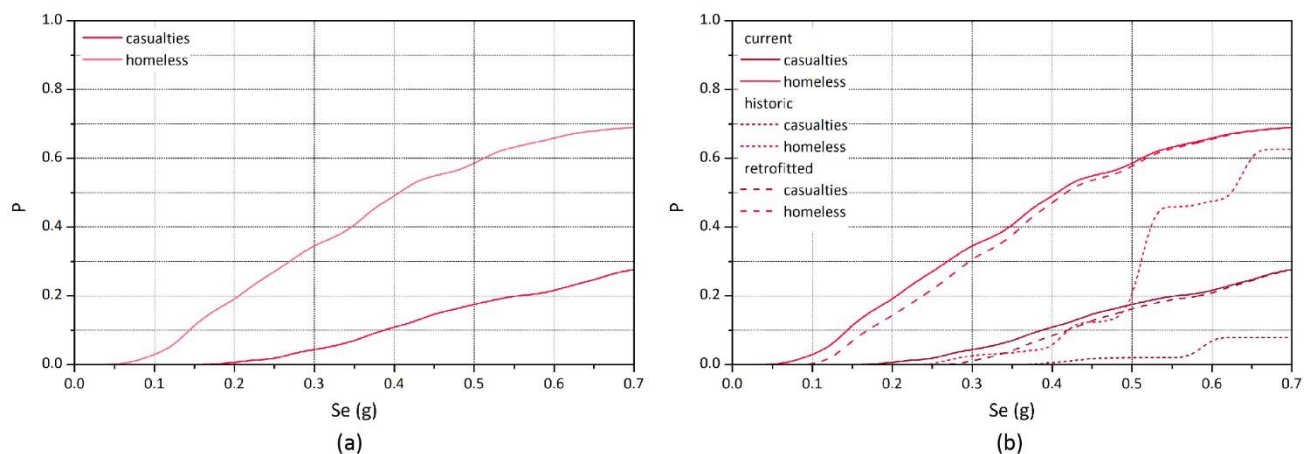 1.0
0.8
0.6
0.4
0.2
0.0
P
casualties
homeless
0.0 0.1 0.2 0.3 0.4 0.5 0.6 0.7
Se (g)
(a)
1.0
0.8
0.6
0.4
0.2
0.0
P
current
casualties
homeless
historic
casualties
homeless
retrofitted
casualties
homeless
0.0 0.1 0.2 0.3 0.4 0.5 0.6 0.7
Se (g)
(b)